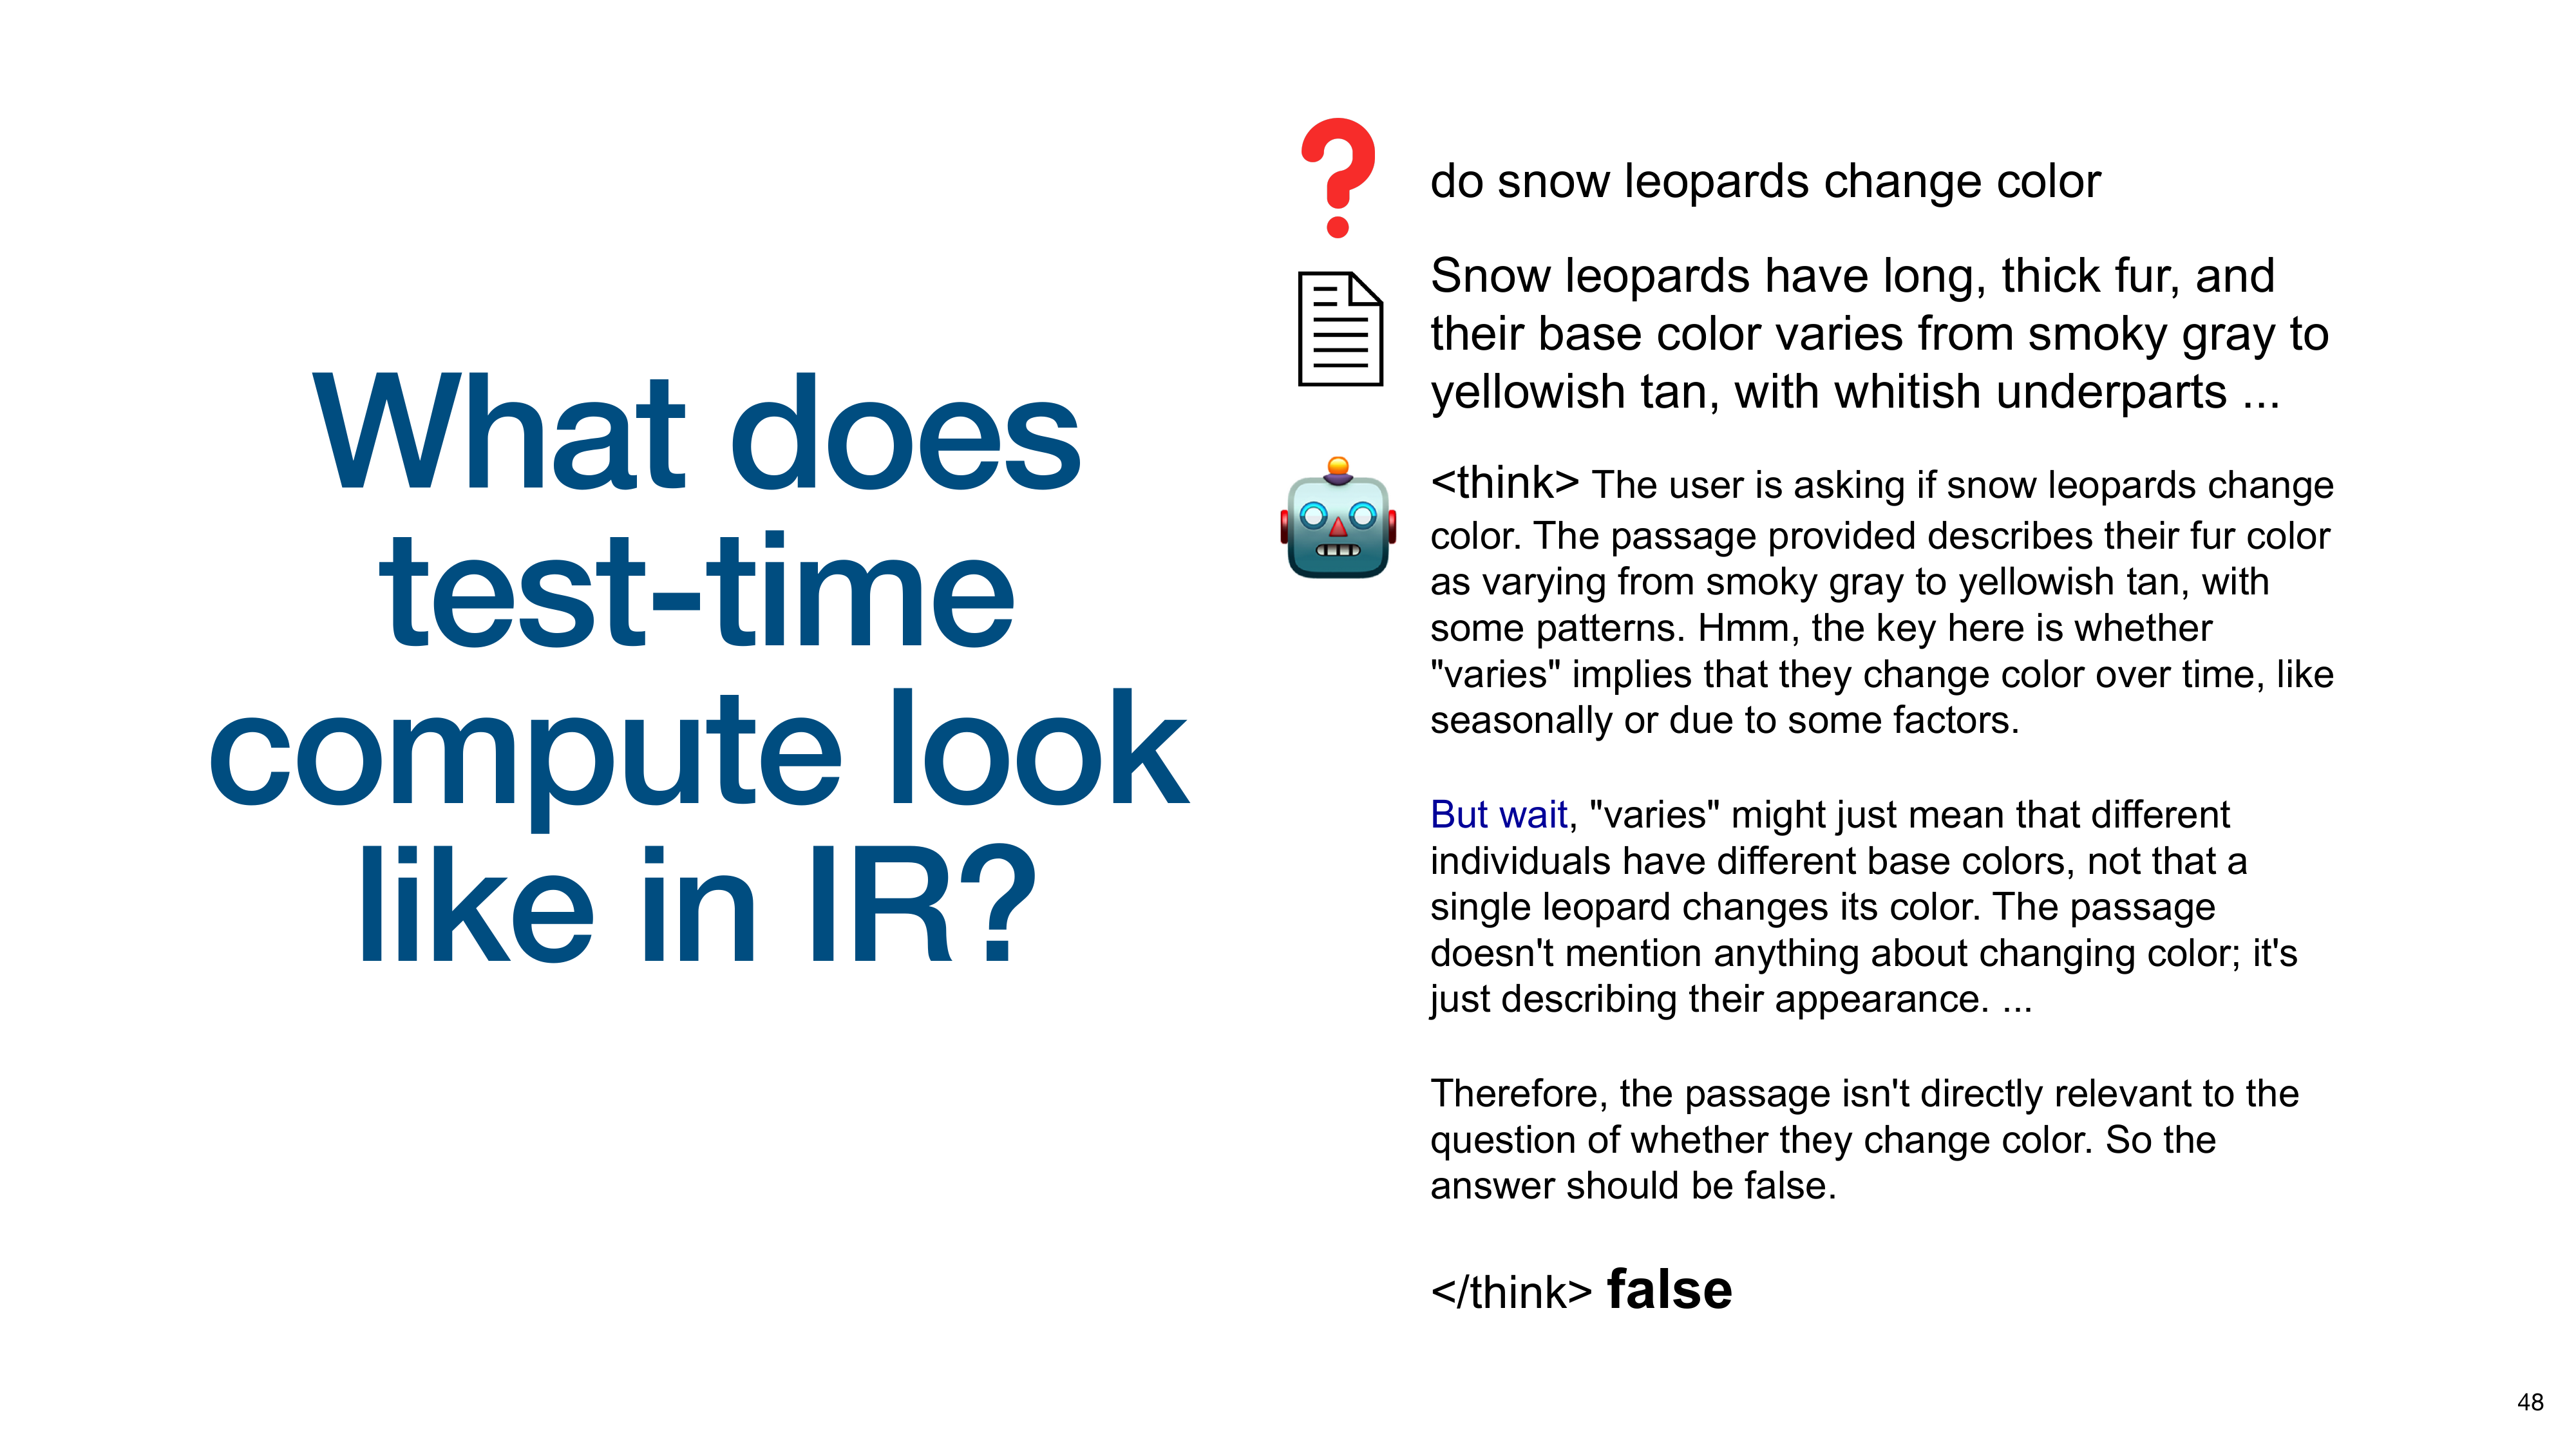 What does
test-time
compute look
like in IR?
do snow leopards change color
Snow leopards have long, thick fur, and
their base color varies from smoky gray to
yellowish tan, with whitish underparts ...
<think> The user is asking if snow leopards change
color. The passage provided describes their fur color
as varying from smoky gray to yellowish tan, with
some patterns. Hmm, the key here is whether
"varies" implies that they change color over time, like
seasonally or due to some factors.
But wait, "varies" might just mean that different
individuals have different base colors, not that a
single leopard changes its color. The passage
doesn't mention anything about changing color; it's
just describing their appearance. ...
Therefore, the passage isn't directly relevant to the
question of whether they change color. So the
answer should be false.
</think> false
48